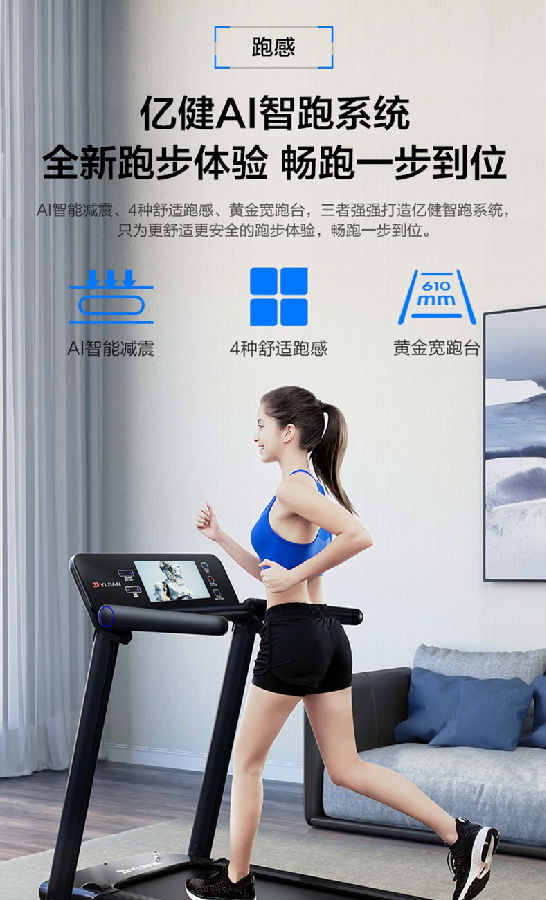 跑感
亿健AI智跑系统
全新跑步体验 畅跑一步到位
AI智能减震、4种舒适跑感、黄金宽跑台，三者强强打造亿健智跑系统，
只为更舒适更安全的跑步体验，畅跑一步到位。
610
mm
AI智能减震
4种舒适跑感
黄金宽跑台
YIJIAN